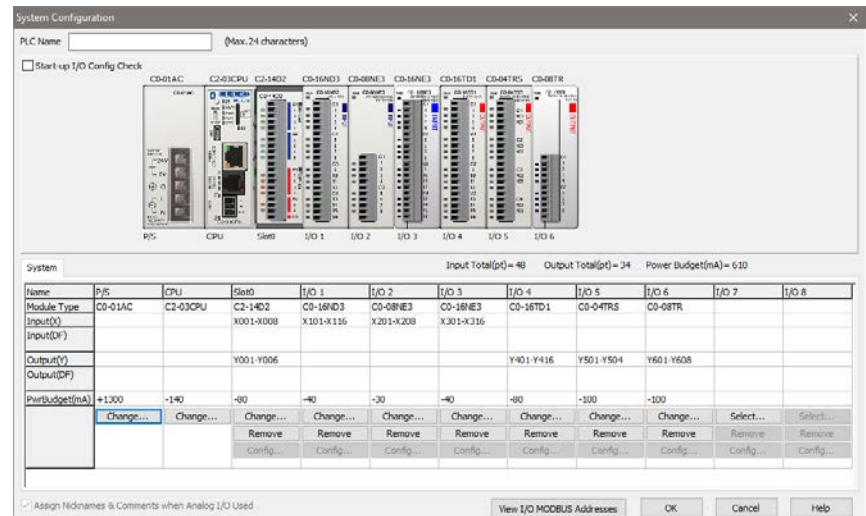 System Configuration
PLC Name (Max. 24 characters)
Start-up I/O Config Check
C0-01AC C2-03CPU C2-14D2 C0-16ND3 C0-08NE3 C0-16NE3 C0-16TD1 C0-04TRS C0-08TR
P/S CPU Slot0 I/O 1 I/O 2 I/O 3 I/O 4 I/O 5 I/O 6
System Input Total(pt)= 48 Output Total(pt)= 34 Power Budget(mA)= 610
Name P/S CPU Slot0 I/O 1 I/O 2 I/O 3 I/O 4 I/O 5 I/O 6 I/O 7 I/O 8
Module Type C0-01AC C2-03CPU C2-14D2 C0-16ND3 C0-08NE3 C0-16NE3 C0-16TD1 C0-04TRS C0-08TR
Input(X) X001-X008 X101-X116 X201-X208 X301-X316
Input(DF)
Output(Y) Y001-Y006 Y401-Y416 Y501-Y504 Y601-Y608
Output(DF)
PwrBudget(mA) +1300 -140 -80 -40 -30 -40 -80 -100 -100
Change... Change... Change... Change... Change... Change... Change... Change... Change... Select... Select...
Remove Remove Remove Remove Remove Remove Remove Remove Remove
Config... Config... Config... Config... Config... Config... Config... Config... Config...
Assign Nicknames & Comments when Analog I/O Used View I/O MODBUS Addresses OK Cancel Help